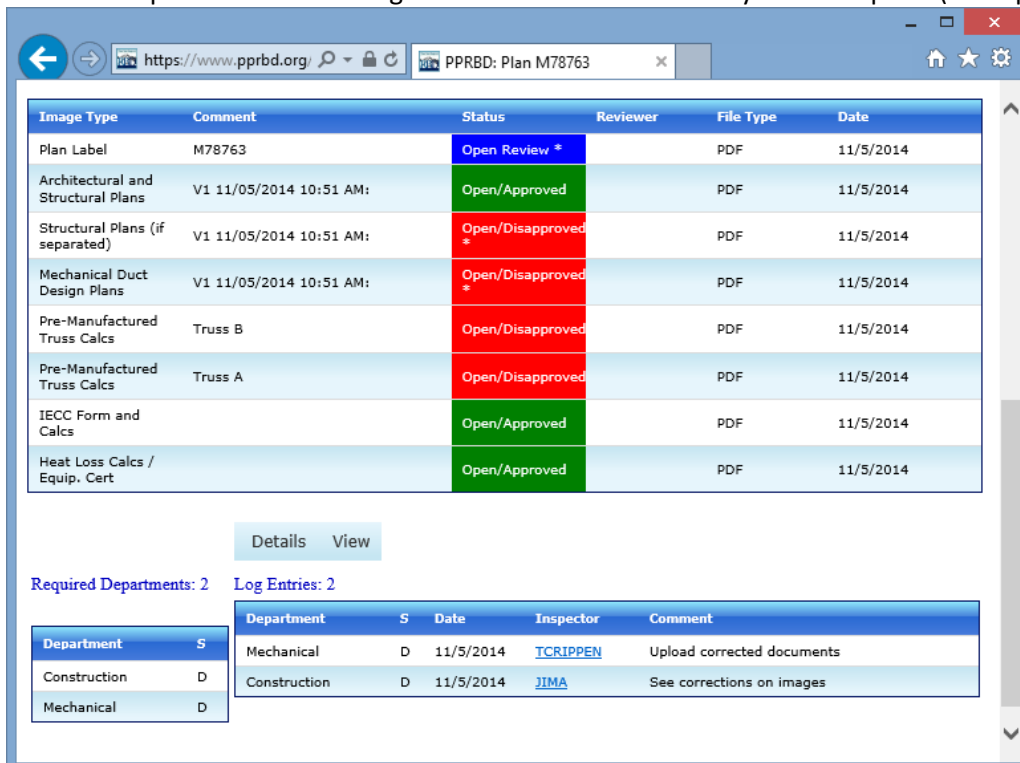 https://www.pprbd.org/
PPRBD: Plan M78763
Image Type Comment Status Reviewer File Type Date
Plan Label M78763 Open Review * PDF 11/5/2014
Architectural and
Structural Plans V1 11/05/2014 10:51 AM: Open/Approved PDF 11/5/2014
Structural Plans (if
separated) V1 11/05/2014 10:51 AM: Open/Disapproved
* PDF 11/5/2014
Mechanical Duct
Design Plans V1 11/05/2014 10:51 AM: Open/Disapproved
* PDF 11/5/2014
Pre-Manufactured
Truss Calcs Truss B Open/Disapproved PDF 11/5/2014
Pre-Manufactured
Truss Calcs Truss A Open/Disapproved PDF 11/5/2014
IECC Form and
Calcs Open/Approved PDF 11/5/2014
Heat Loss Calcs /
Equip. Cert Open/Approved PDF 11/5/2014
Details View
Required Departments: 2
Department S
Construction D
Mechanical D
Log Entries: 2
Department S Date Inspector Comment
Mechanical D 11/5/2014 TCRIPPEN Upload corrected documents
Construction D 11/5/2014 JIMA See corrections on images